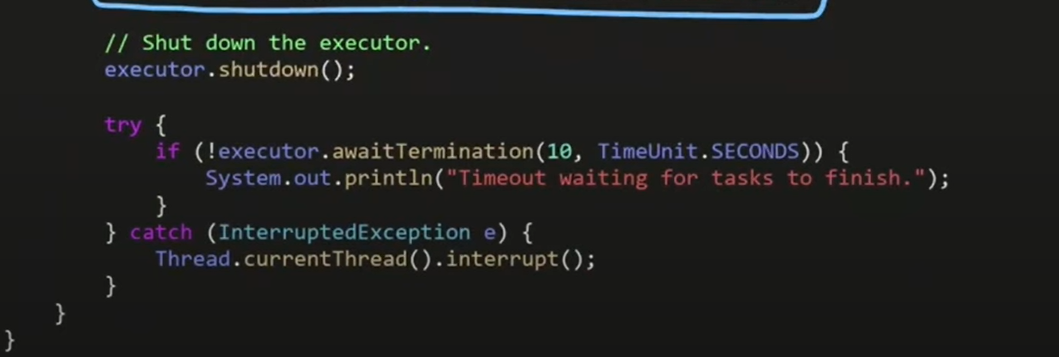 // Shut down the executor.
executor.shutdown();
try {
if (!executor.awaitTermination(10, TimeUnit.SECONDS)) {
System.out.println("Timeout waiting for tasks to finish.");
}
} catch (InterruptedException e) {
Thread.currentThread().interrupt();
}
}
}